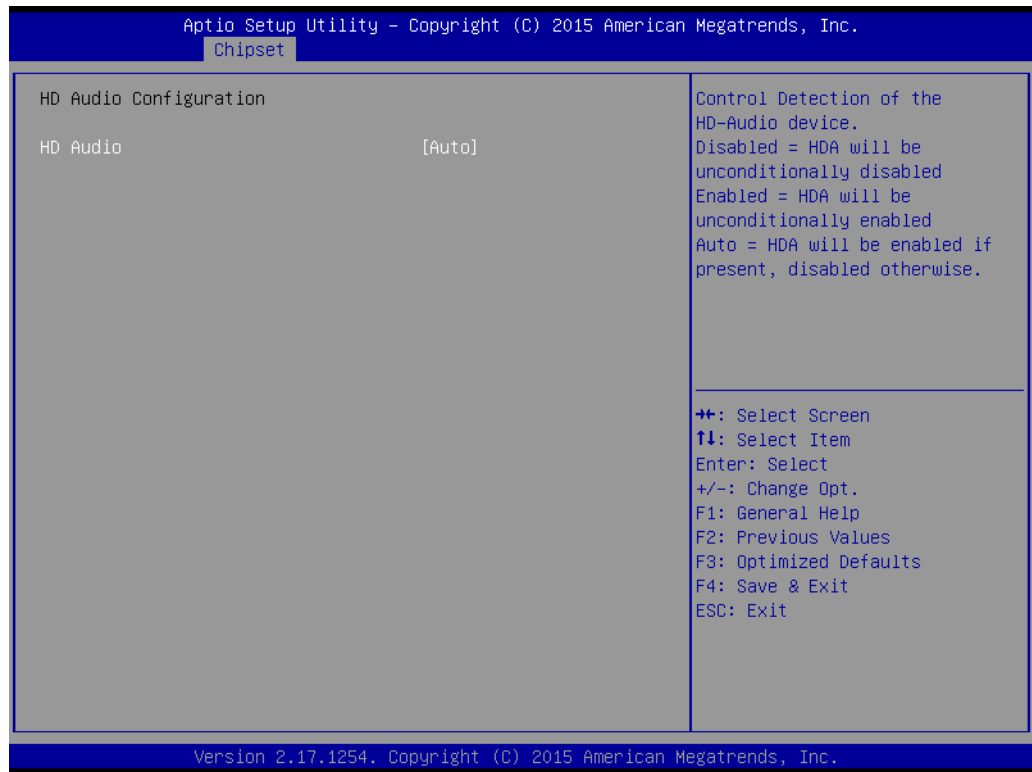 Aptio Setup Utility – Copyright (C) 2015 American Megatrends, Inc.
Chipset
HD Audio Configuration
HD Audio [Auto]
Control Detection of the
HD-Audio device.
Disabled = HDA will be
unconditionally disabled
Enabled = HDA will be
unconditionally enabled
Auto = HDA will be enabled if
present, disabled otherwise.
→←: Select Screen
↑↓: Select Item
Enter: Select
+/-: Change Opt.
F1: General Help
F2: Previous Values
F3: Optimized Defaults
F4: Save & Exit
ESC: Exit
Version 2.17.1254. Copyright (C) 2015 American Megatrends, Inc.